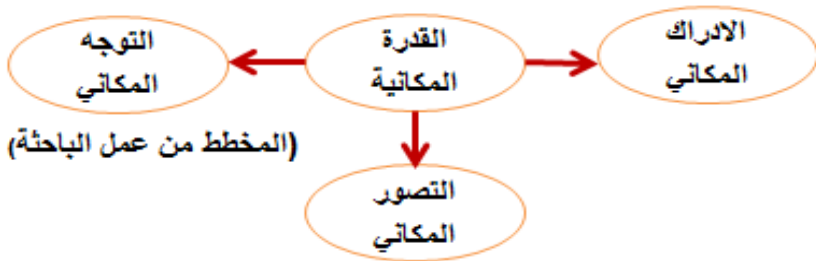 الادراك
المكاني
القدرة
المكانية
التوجه
المكاني
(المخطط من عمل الباحثة)
التصور
المكاني